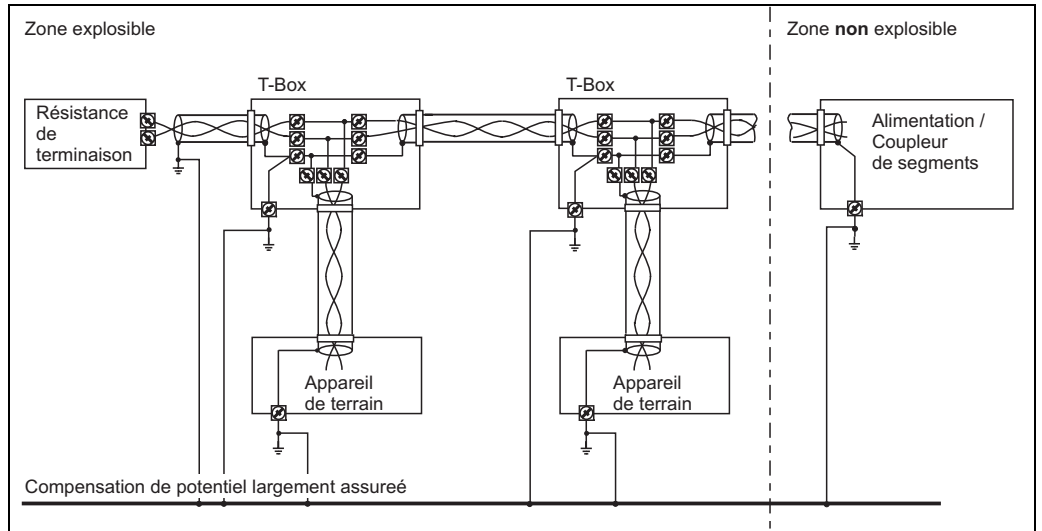 Zone explosible
Zone non explosible
T-Box
T-Box
Résistance
de
terminaison
Alimentation /
Coupleur
de segments
Appareil
de terrain
Appareil
de terrain
Compensation de potentiel largement assureé